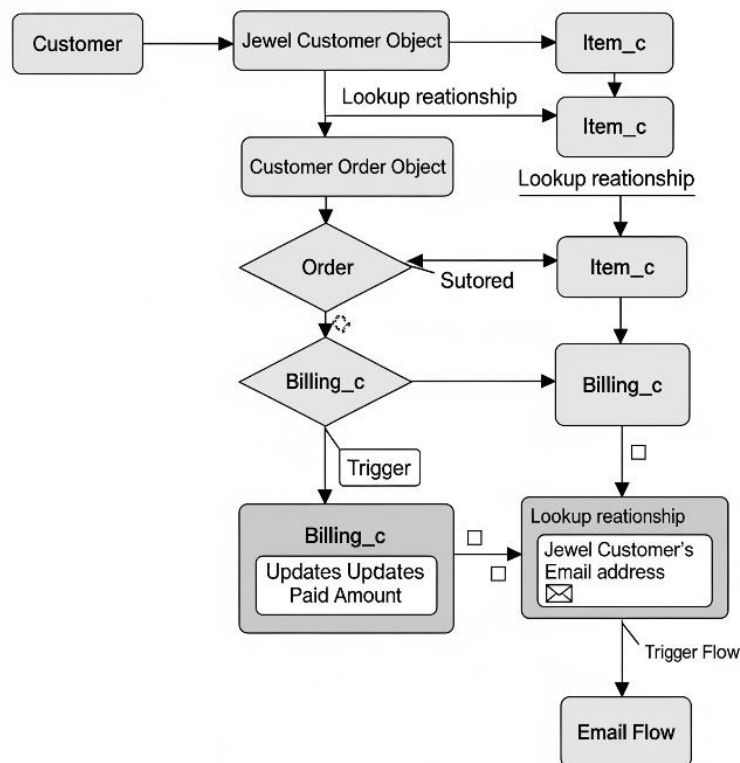 Customer
Jewel Customer Object
Item_c
Lookup reationship
Item_c
Customer Order Object
Lookup reationship
Order
Sutored
Item_c
Billing_c
Billing_c
Trigger
Billing_c
Updates Updates
Paid Amount
Lookup reationship
Jewel Customer's
Email address
Trigger Flow
Email Flow